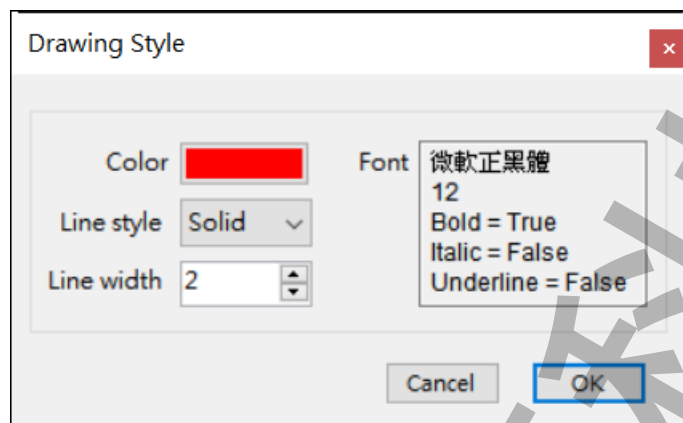 Drawing Style
Color
Line style Solid
Line width 2
Font
微軟正黑體
12
Bold = True
Italic = False
Underline = False
Cancel OK